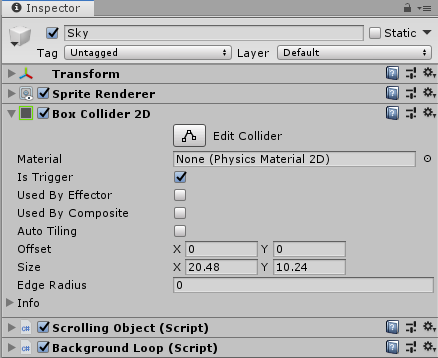 Inspector
Sky
Static
Tag Untagged Layer Default
Transform
Sprite Renderer
Box Collider 2D
Edit Collider
Material None (Physics Material 2D)
Is Trigger
Used By Effector
Used By Composite
Auto Tiling
Offset X 0 Y 0
Size X 20.48 Y 10.24
Edge Radius 0
Info
C# Scrolling Object (Script)
C# Background Loop (Script)